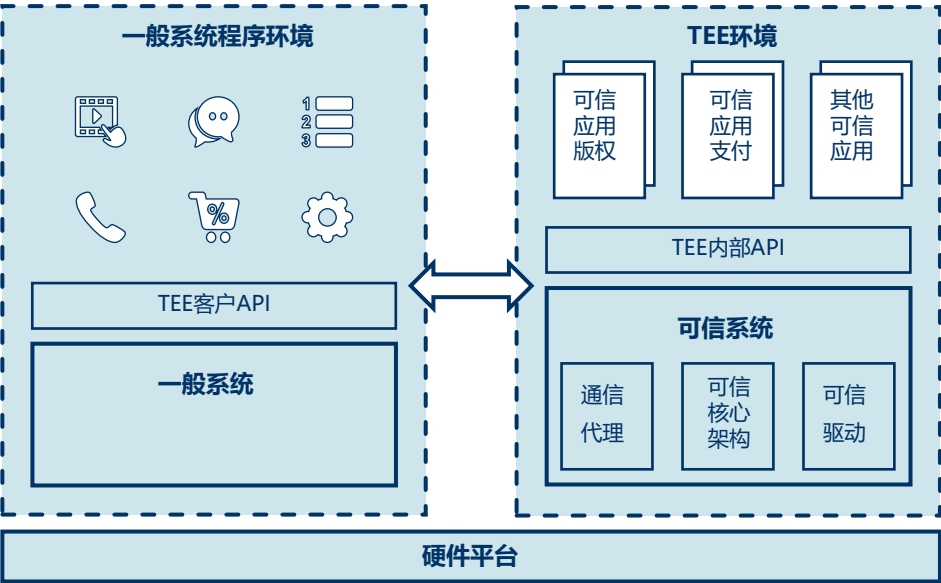 一般系统程序环境
1
2
3
%
TEE客户API
一般系统
TEE环境
可信
应用
版权
可信
应用
支付
其他
可信
应用
TEE内部API
可信系统
通信
代理
可信
核心
架构
可信
驱动
硬件平台